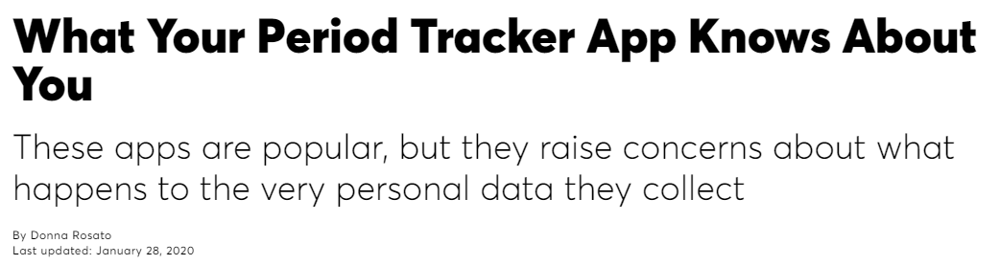 What Your Period Tracker App Knows About
You
These apps are popular, but they raise concerns about what
happens to the very personal data they collect
By Donna Rosato
Last updated: January 28, 2020